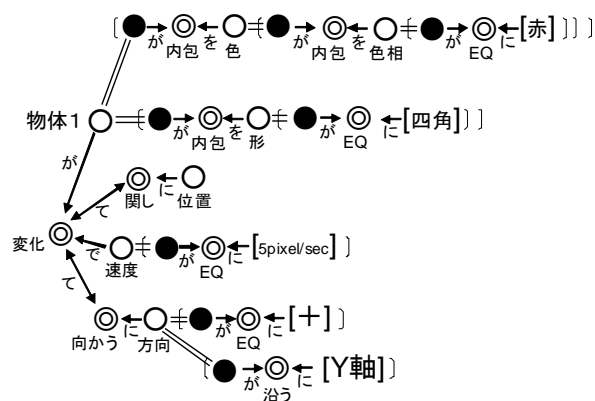 〔 が 内包 を 色 〔 が 内包 を 色相 〔 が EQ に [赤] 〕〕〕
物体1 〔 が 内包 を 形 〔 が EQ に [四角] 〕〕
が
て 関し に 位置
変化 で 速度 〔 が EQ に [5pixel/sec] 〕
て
向かう に 方向 〔 が EQ に [＋] 〕
〔 が 沿う に [Y軸] 〕